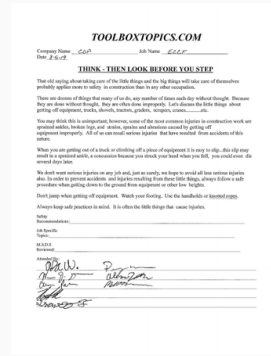 TOOLBOXTOPICS.COM
Company Name CDP Job Name ECCF
Date 8-6-19
THINK - THEN LOOK BEFORE YOU STEP
That old saying about taking care of the little things and the big things will take care of themselves
probably applies more to safety in construction than in any other occupation.
There are dozens of things that many of us do, any number of times each day without thought. Because
they are done without thought, they are often done improperly. Let's discuss the little things about
getting off equipment, trucks, shovels, tractors, graders, scrapers, cranes..........etc.
You may think this is unimportant; however, some of the most common injuries in construction work are
sprained ankles, broken legs, and strains, sprains and abrasions caused by getting off
equipment improperly. All of us can recall serious injuries that have resulted from accidents of this
nature.
When you are getting out of a truck or climbing off a piece of equipment it is easy to slip...this slip may
result in a sprained ankle, a concussion because you struck your head when you fell, you could even die
several days later.
We don't want serious injuries on any job and, just as surely, we hope to avoid all less serious injuries
also. In order to prevent accidents and injuries resulting from these little things, always follow a safe
procedure when getting down to the ground from equipment or other low heights.
Don't jump when getting off equipment. Watch your footing. Use the handholds or knotted ropes.
Always keep safe practices in mind. It is often the little things that cause injuries.
Safety
Recommendations:
Job Specific
Topics:
M.S.D.S
Reviewed:
Attended By: